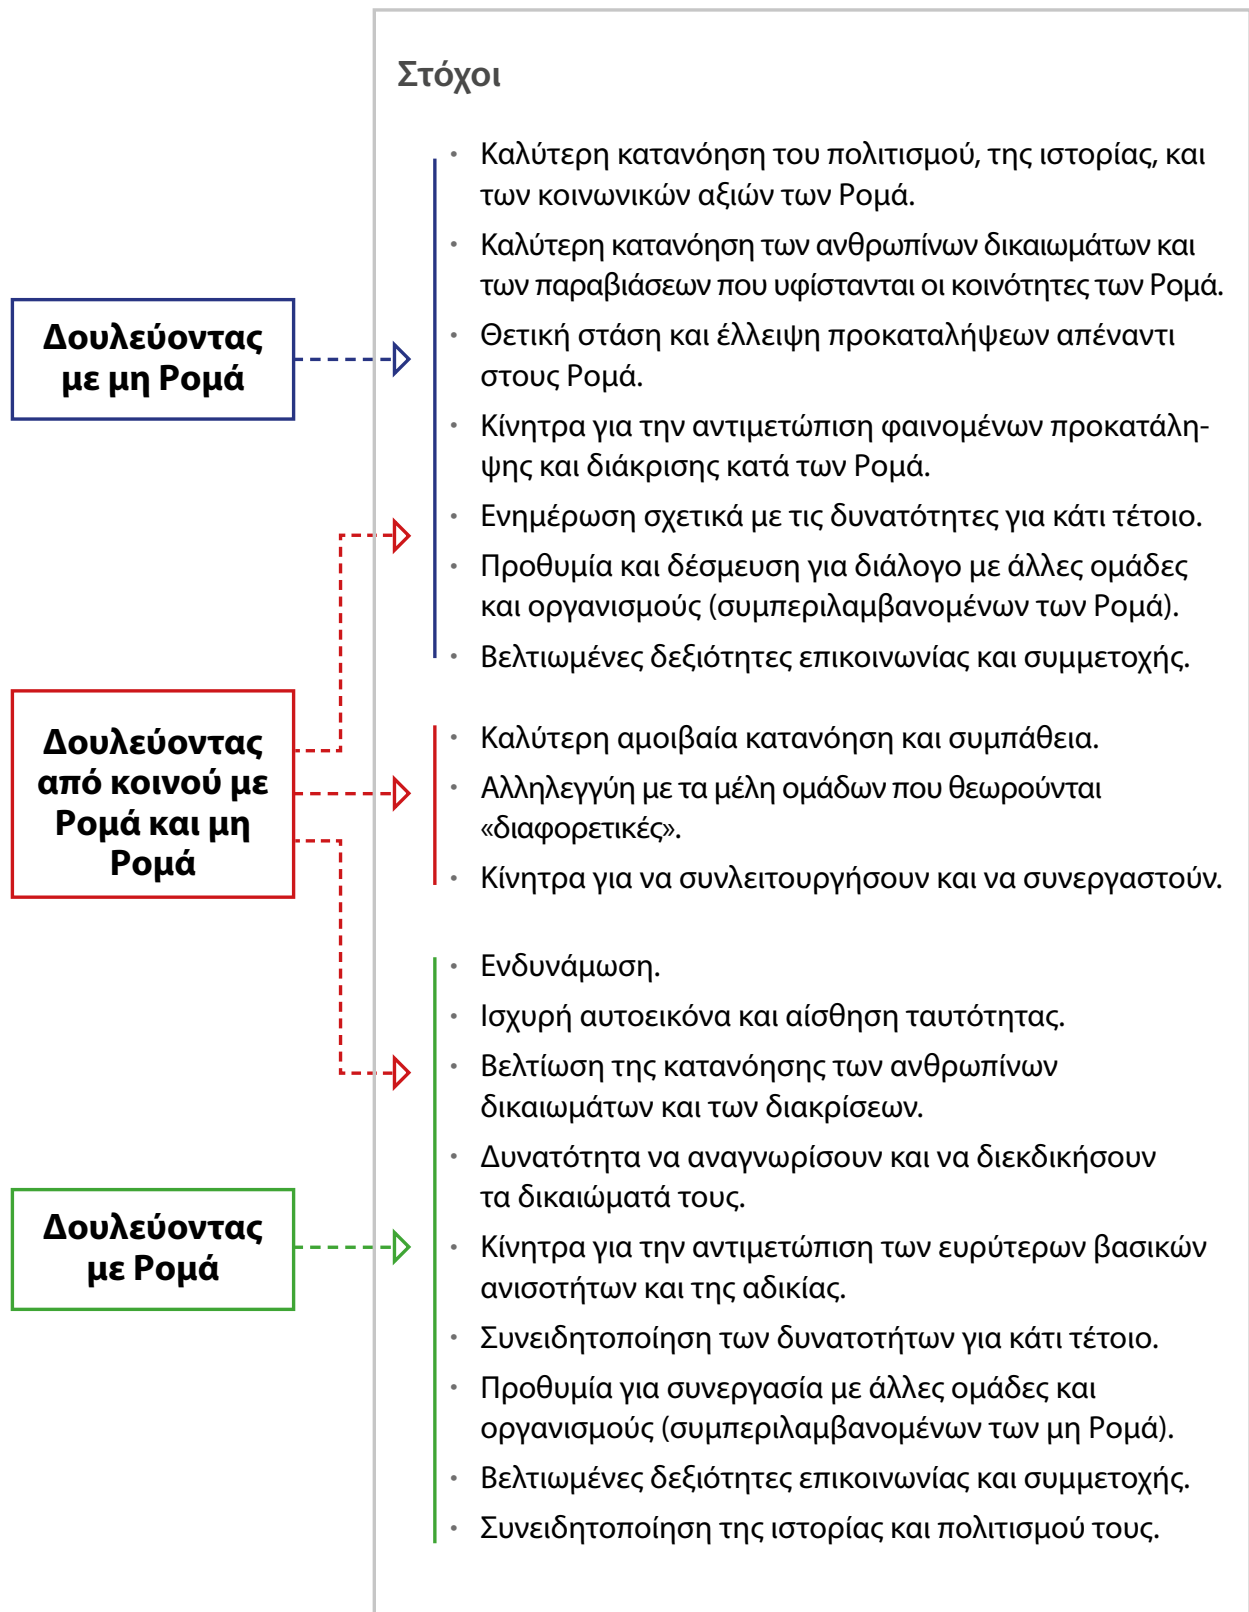 Στόχοι
Δουλεύοντας
με μη Ρομά
· Καλύτερη κατανόηση του πολιτισμού, της ιστορίας, και
των κοινωνικών αξιών των Ρομά.
· Καλύτερη κατανόηση των ανθρωπίνων δικαιωμάτων και
των παραβιάσεων που υφίστανται οι κοινότητες των Ρομά.
· Θετική στάση και έλλειψη προκαταλήψεων απέναντι
στους Ρομά.
· Κίνητρα για την αντιμετώπιση φαινομένων προκατάλη-
ψης και διάκρισης κατά των Ρομά.
· Ενημέρωση σχετικά με τις δυνατότητες για κάτι τέτοιο.
· Προθυμία και δέσμευση για διάλογο με άλλες ομάδες
και οργανισμούς (συμπεριλαμβανομένων των Ρομά).
· Βελτιωμένες δεξιότητες επικοινωνίας και συμμετοχής.
Δουλεύοντας
από κοινού με
Ρομά και μη
Ρομά
· Καλύτερη αμοιβαία κατανόηση και συμπάθεια.
· Αλληλεγγύη με τα μέλη ομάδων που θεωρούνται
«διαφορετικές».
· Κίνητρα για να συνλειτουργήσουν και να συνεργαστούν.
Δουλεύοντας
με Ρομά
· Ενδυνάμωση.
· Ισχυρή αυτοεικόνα και αίσθηση ταυτότητας.
· Βελτίωση της κατανόησης των ανθρωπίνων
δικαιωμάτων και των διακρίσεων.
· Δυνατότητα να αναγνωρίσουν και να διεκδικήσουν
τα δικαιώματά τους.
· Κίνητρα για την αντιμετώπιση των ευρύτερων βασικών
ανισοτήτων και της αδικίας.
· Συνειδητοποίηση των δυνατοτήτων για κάτι τέτοιο.
· Προθυμία για συνεργασία με άλλες ομάδες και
οργανισμούς (συμπεριλαμβανομένων των μη Ρομά).
· Βελτιωμένες δεξιότητες επικοινωνίας και συμμετοχής.
· Συνειδητοποίηση της ιστορίας και πολιτισμού τους.